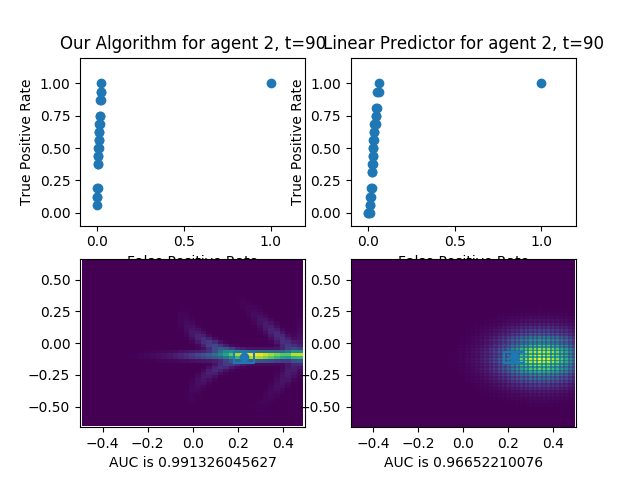 Our Algorithm for agent 2, t=90
Linear Predictor for agent 2, t=90
True Positive Rate
1.00
0.75
0.50
0.25
0.00
0.0 0.5 1.0
False Positive Rate
True Positive Rate
1.00
0.75
0.50
0.25
0.00
0.0 0.5 1.0
False Positive Rate
0.50
0.25
0.00
−0.25
−0.50
−0.4 −0.2 0.0 0.2 0.4
AUC is 0.991326045627
0.50
0.25
0.00
−0.25
−0.50
−0.4 −0.2 0.0 0.2 0.4
AUC is 0.96652210076